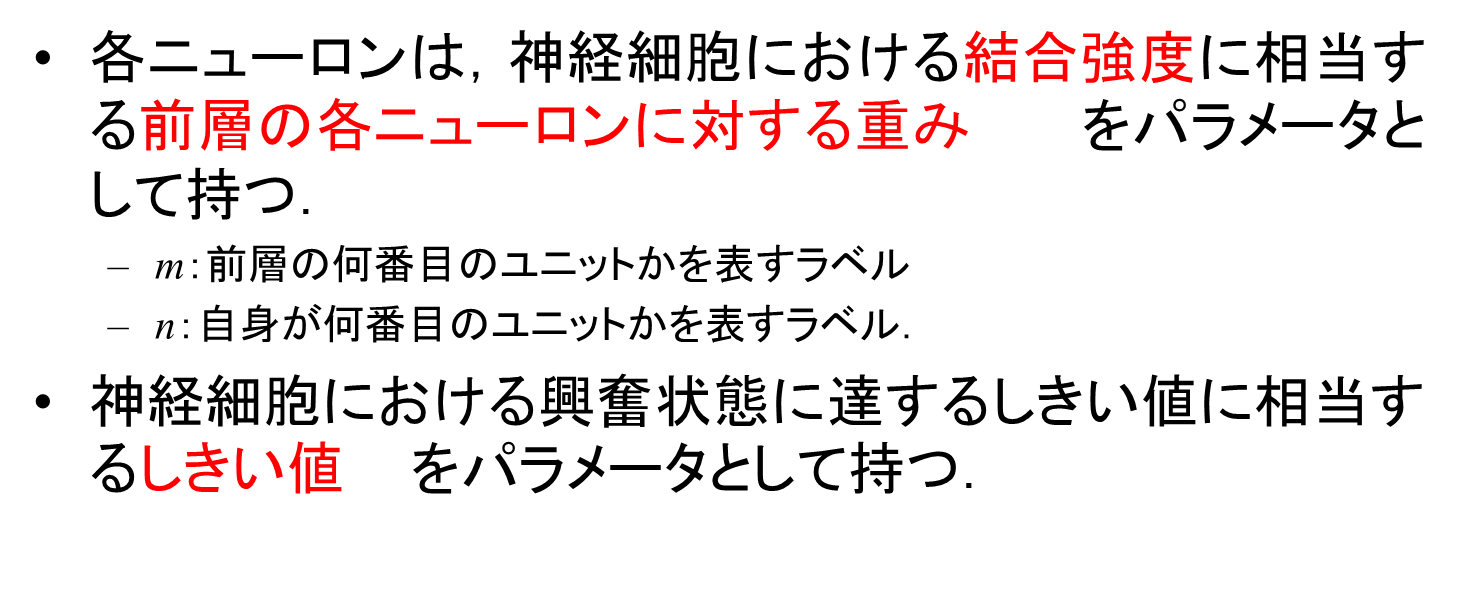 • 各ニューロンは，神経細胞における結合強度に相当す
る前層の各ニューロンに対する重み　　をパラメータと
して持つ．
– m：前層の何番目のユニットかを表すラベル
– n：自身が何番目のユニットかを表すラベル．
• 神経細胞における興奮状態に達するしきい値に相当す
るしきい値　をパラメータとして持つ．